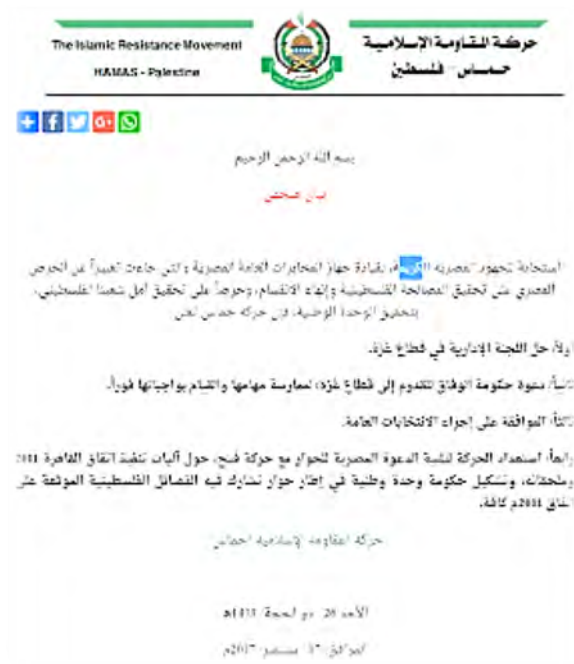 The Islamic Resistance Movement
HAMAS - Palestine
حركة المقاومة الإسلامية
حماس - فلسطين
بسم الله الرحمن الرحيم
بيان صحفي
استجابة للجهود المصرية الكريمة، بقيادة جهاز المخابرات العامة المصرية والتي جاءت تعبيراً عن الحرص
المصري على تحقيق المصالحة الفلسطينية وإنهاء الانقسام، وحرصاً على تحقيق أمل شعبنا الفلسطيني،
بتحقيق الوحدة الوطنية، فإن حركة حماس تعلن
أولاً: حل اللجنة الإدارية في قطاع غزة.
ثانياً: دعوة حكومة الوفاق للقدوم إلى قطاع غزة؛ لممارسة مهامها والقيام بواجباتها فوراً.
ثالثاً: الموافقة على إجراء الانتخابات العامة.
رابعاً: استعداد الحركة لتلبية الدعوة المصرية للحوار مع حركة فتح، حول آليات تنفيذ اتفاق القاهرة 2011
وملحقاته، وتشكيل حكومة وحدة وطنية في إطار حوار تشارك فيه الفصائل الفلسطينية الموقعة على
اتفاق 2011م كافة.
حركة المقاومة الإسلامية حماس
الأحد 26 ذو الحجة 1438هـ
الموافق 17 سبتمبر 2017م